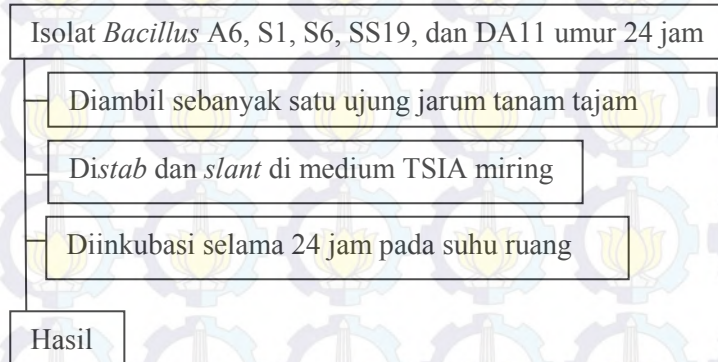 Isolat Bacillus A6, S1, S6, SS19, dan DA11 umur 24 jam
Diambil sebanyak satu ujung jarum tanam tajam
Distab dan slant di medium TSIA miring
Diinkubasi selama 24 jam pada suhu ruang
Hasil